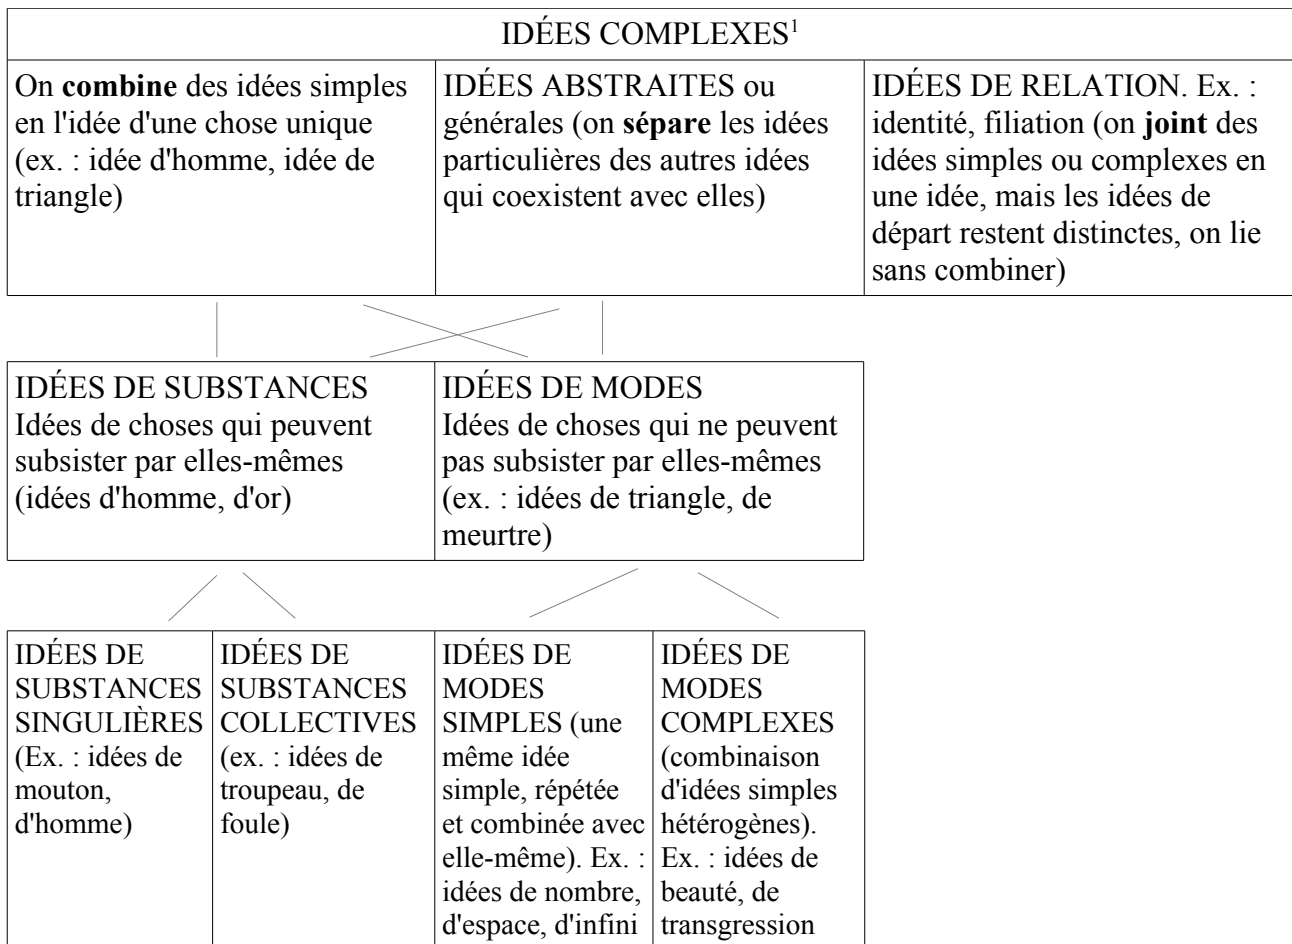 IDÉES COMPLEXES1
On combine des idées simples
en l'idée d'une chose unique
(ex. : idée d'homme, idée de
triangle)
IDÉES ABSTRAITES ou
générales (on sépare les idées
particulières des autres idées
qui coexistent avec elles)
IDÉES DE RELATION. Ex. :
identité, filiation (on joint des
idées simples ou complexes en
une idée, mais les idées de
départ restent distinctes, on lie
sans combiner)
IDÉES DE SUBSTANCES
Idées de choses qui peuvent
subsister par elles-mêmes
(idées d'homme, d'or)
IDÉES DE MODES
Idées de choses qui ne peuvent
pas subsister par elles-mêmes
(ex. : idées de triangle, de
meurtre)
IDÉES DE
SUBSTANCES
SINGULIÈRES
(Ex. : idées de
mouton,
d'homme)
IDÉES DE
SUBSTANCES
COLLECTIVES
(ex. : idées de
troupeau, de
foule)
IDÉES DE
MODES
SIMPLES (une
même idée
simple, répétée
et combinée avec
elle-même). Ex. :
idées de nombre,
d'espace, d'infini
IDÉES DE
MODES
COMPLEXES
(combinaison
d'idées simples
hétérogènes).
Ex. : idées de
beauté, de
transgression